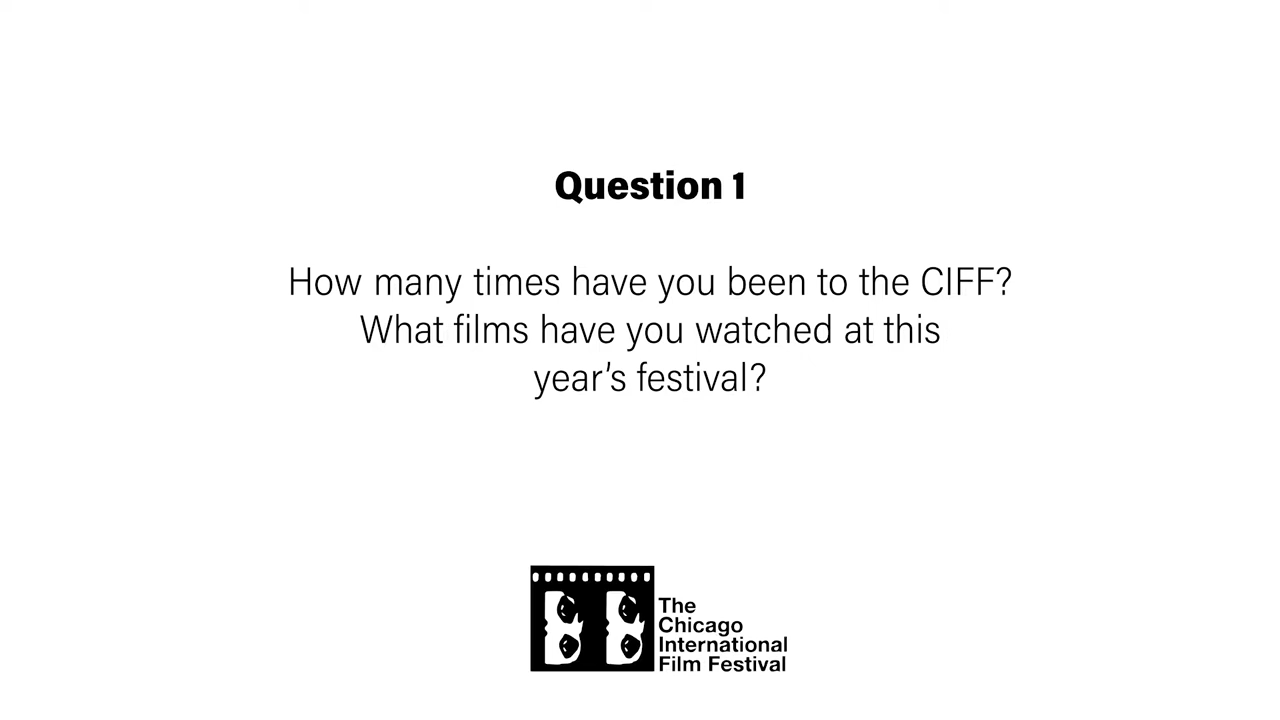 Question 1
How many times have you been to the CIFF?
What films have you watched at this
year’s festival?
The
Chicago
International
Film Festival